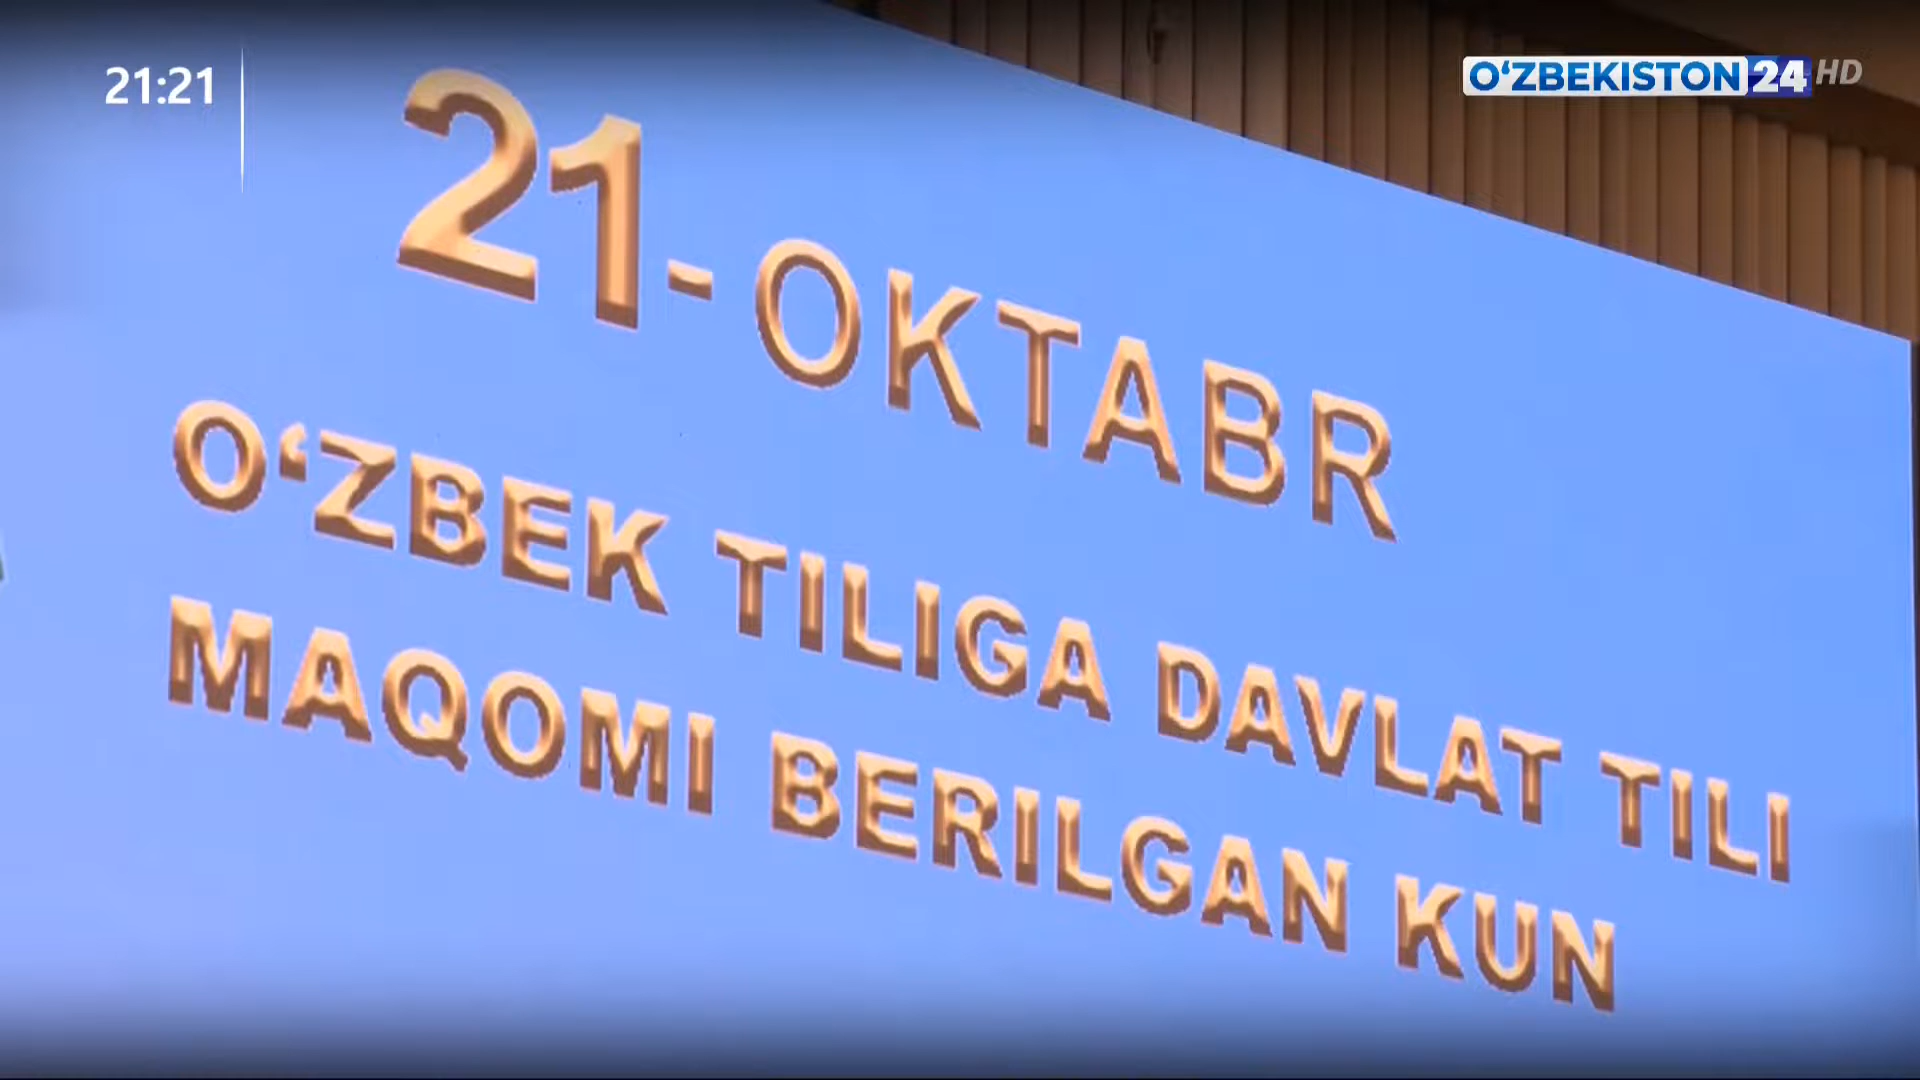 21:21
O‘ZBEKISTON 24 HD
21-OKTABR
O‘ZBEK TILIGA DAVLAT TILI
MAQOMI BERILGAN KUN